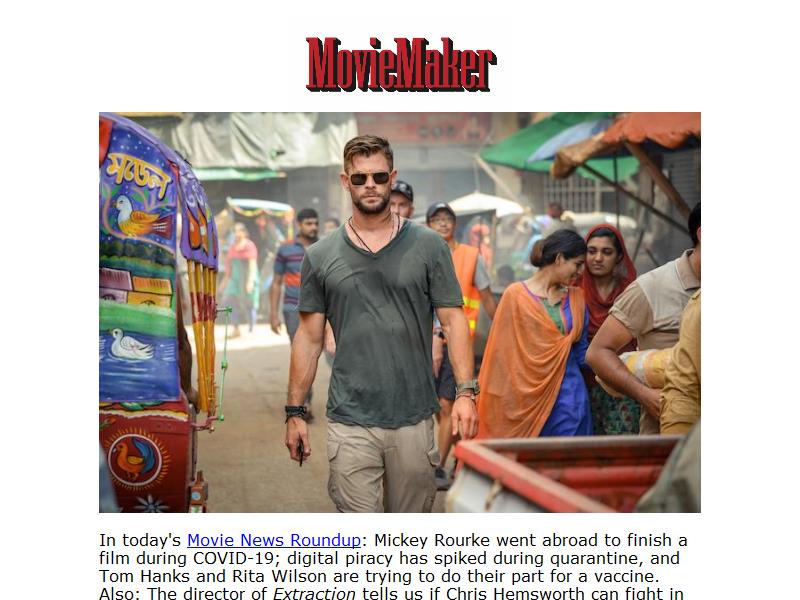 MovieMaker
মডেল
In today's Movie News Roundup: Mickey Rourke went abroad to finish a
film during COVID-19; digital piracy has spiked during quarantine, and
Tom Hanks and Rita Wilson are trying to do their part for a vaccine.
Also: The director of Extraction tells us if Chris Hemsworth can fight in